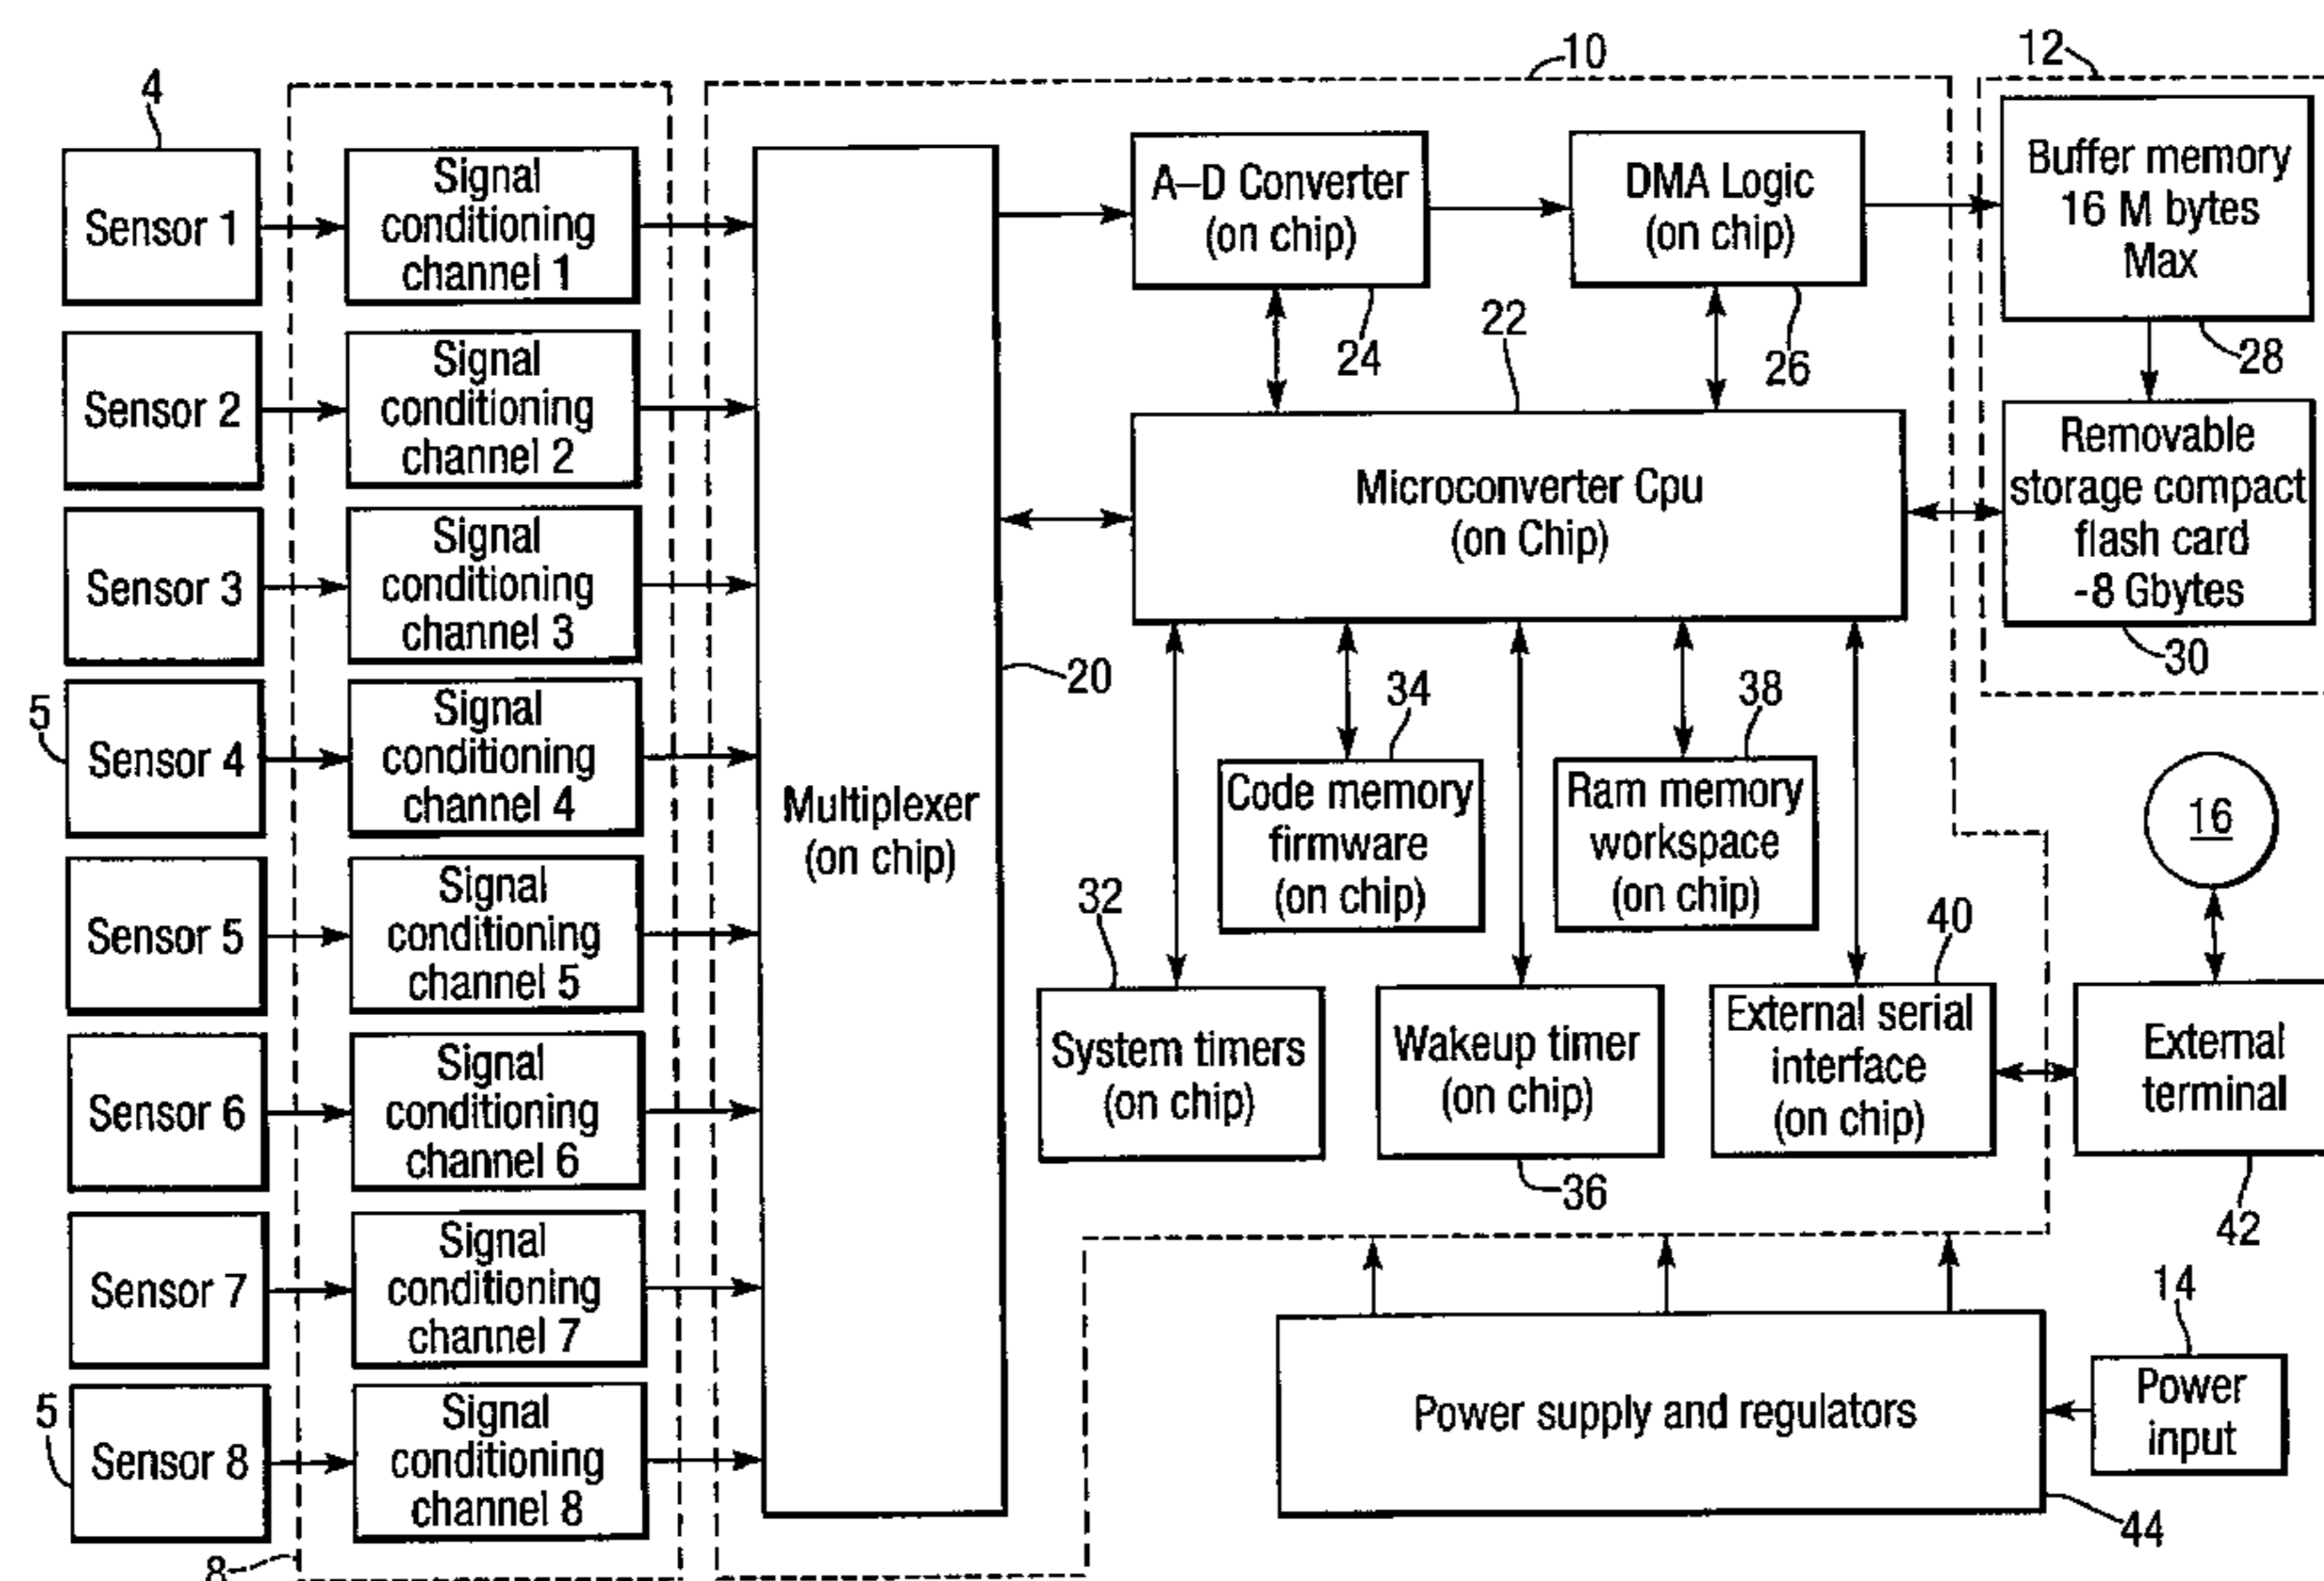 10
12
4
Sensor 1
Signal
conditioning
channel 1
A–D Converter
(on chip)
DMA Logic
(on chip)
Buffer memory
16 M bytes
Max
24
22
26
28
Sensor 2
Signal
conditioning
channel 2
Microconverter Cpu
(on Chip)
Removable
storage compact
flash card
-8 Gbytes
30
Sensor 3
Signal
conditioning
channel 3
20
34
38
5
Sensor 4
Signal
conditioning
channel 4
Multiplexer
(on chip)
Code memory
firmware
(on chip)
Ram memory
workspace
(on chip)
16
Sensor 5
Signal
conditioning
channel 5
32
40
System timers
(on chip)
Wakeup timer
(on chip)
External serial
interface
(on chip)
External
terminal
36
42
Sensor 6
Signal
conditioning
channel 6
Sensor 7
Signal
conditioning
channel 7
14
Power supply and regulators
Power
input
44
5
Sensor 8
Signal
conditioning
channel 8
8